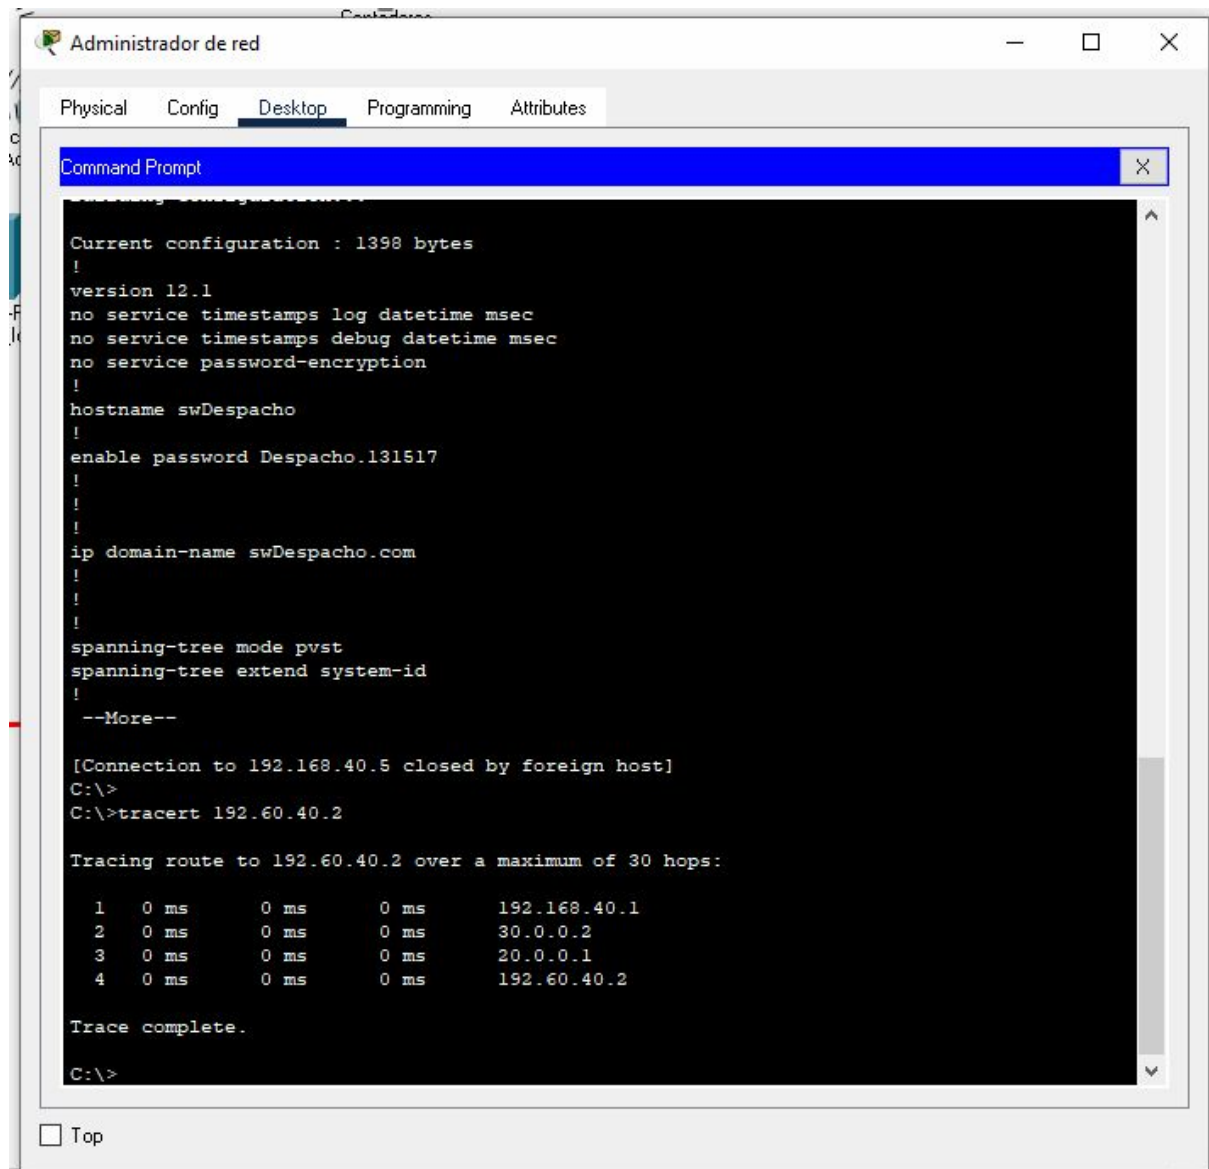 Administrador de red
Physical Config Desktop Programming Attributes
Command Prompt X
Current configuration : 1398 bytes
!
version 12.1
no service timestamps log datetime msec
no service timestamps debug datetime msec
no service password-encryption
!
hostname swDespacho
!
enable password Despacho.131517
!
!
!
ip domain-name swDespacho.com
!
!
!
spanning-tree mode pvst
spanning-tree extend system-id
!
--More--
[Connection to 192.168.40.5 closed by foreign host]
C:\>
C:\>tracert 192.60.40.2
Tracing route to 192.60.40.2 over a maximum of 30 hops:
1 0 ms 0 ms 0 ms 192.168.40.1
2 0 ms 0 ms 0 ms 30.0.0.2
3 0 ms 0 ms 0 ms 20.0.0.1
4 0 ms 0 ms 0 ms 192.60.40.2
Trace complete.
C:\>
Top